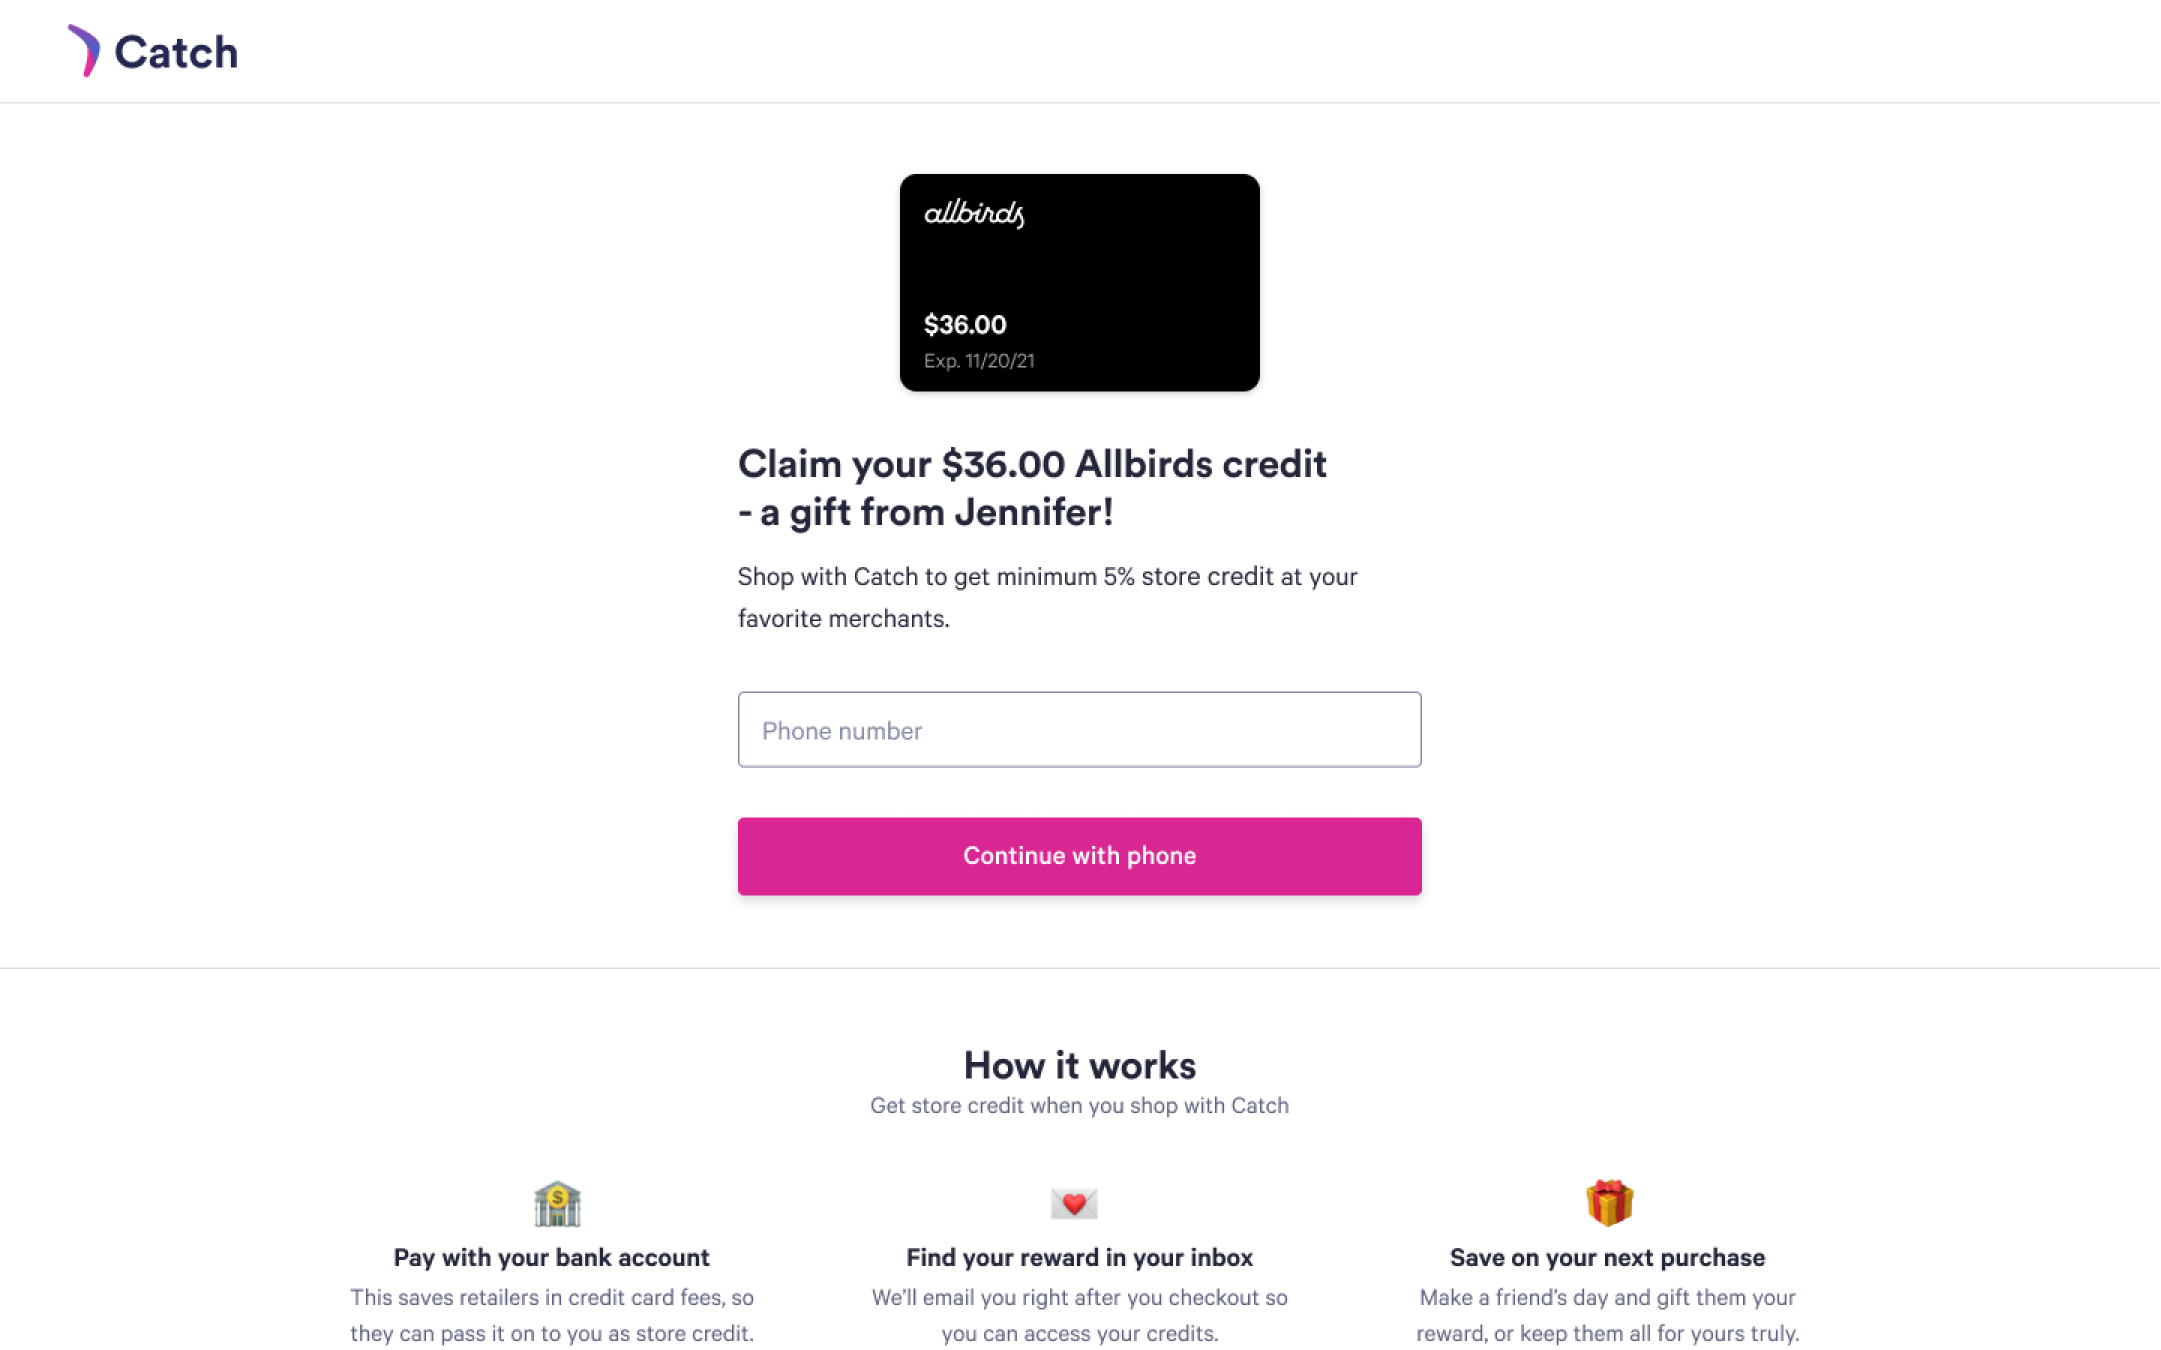 Catch
allbirds
$36.00
Exp. 11/20/21
Claim your $36.00 Allbirds credit
- a gift from Jennifer!
Shop with Catch to get minimum 5% store credit at your
favorite merchants.
Phone number
Continue with phone
How it works
Get store credit when you shop with Catch
Pay with your bank account
This saves retailers in credit card fees, so
they can pass it on to you as store credit.
Find your reward in your inbox
We'll email you right after you checkout so
you can access your credits.
Save on your next purchase
Make a friend's day and gift them your
reward, or keep them all for yours truly.